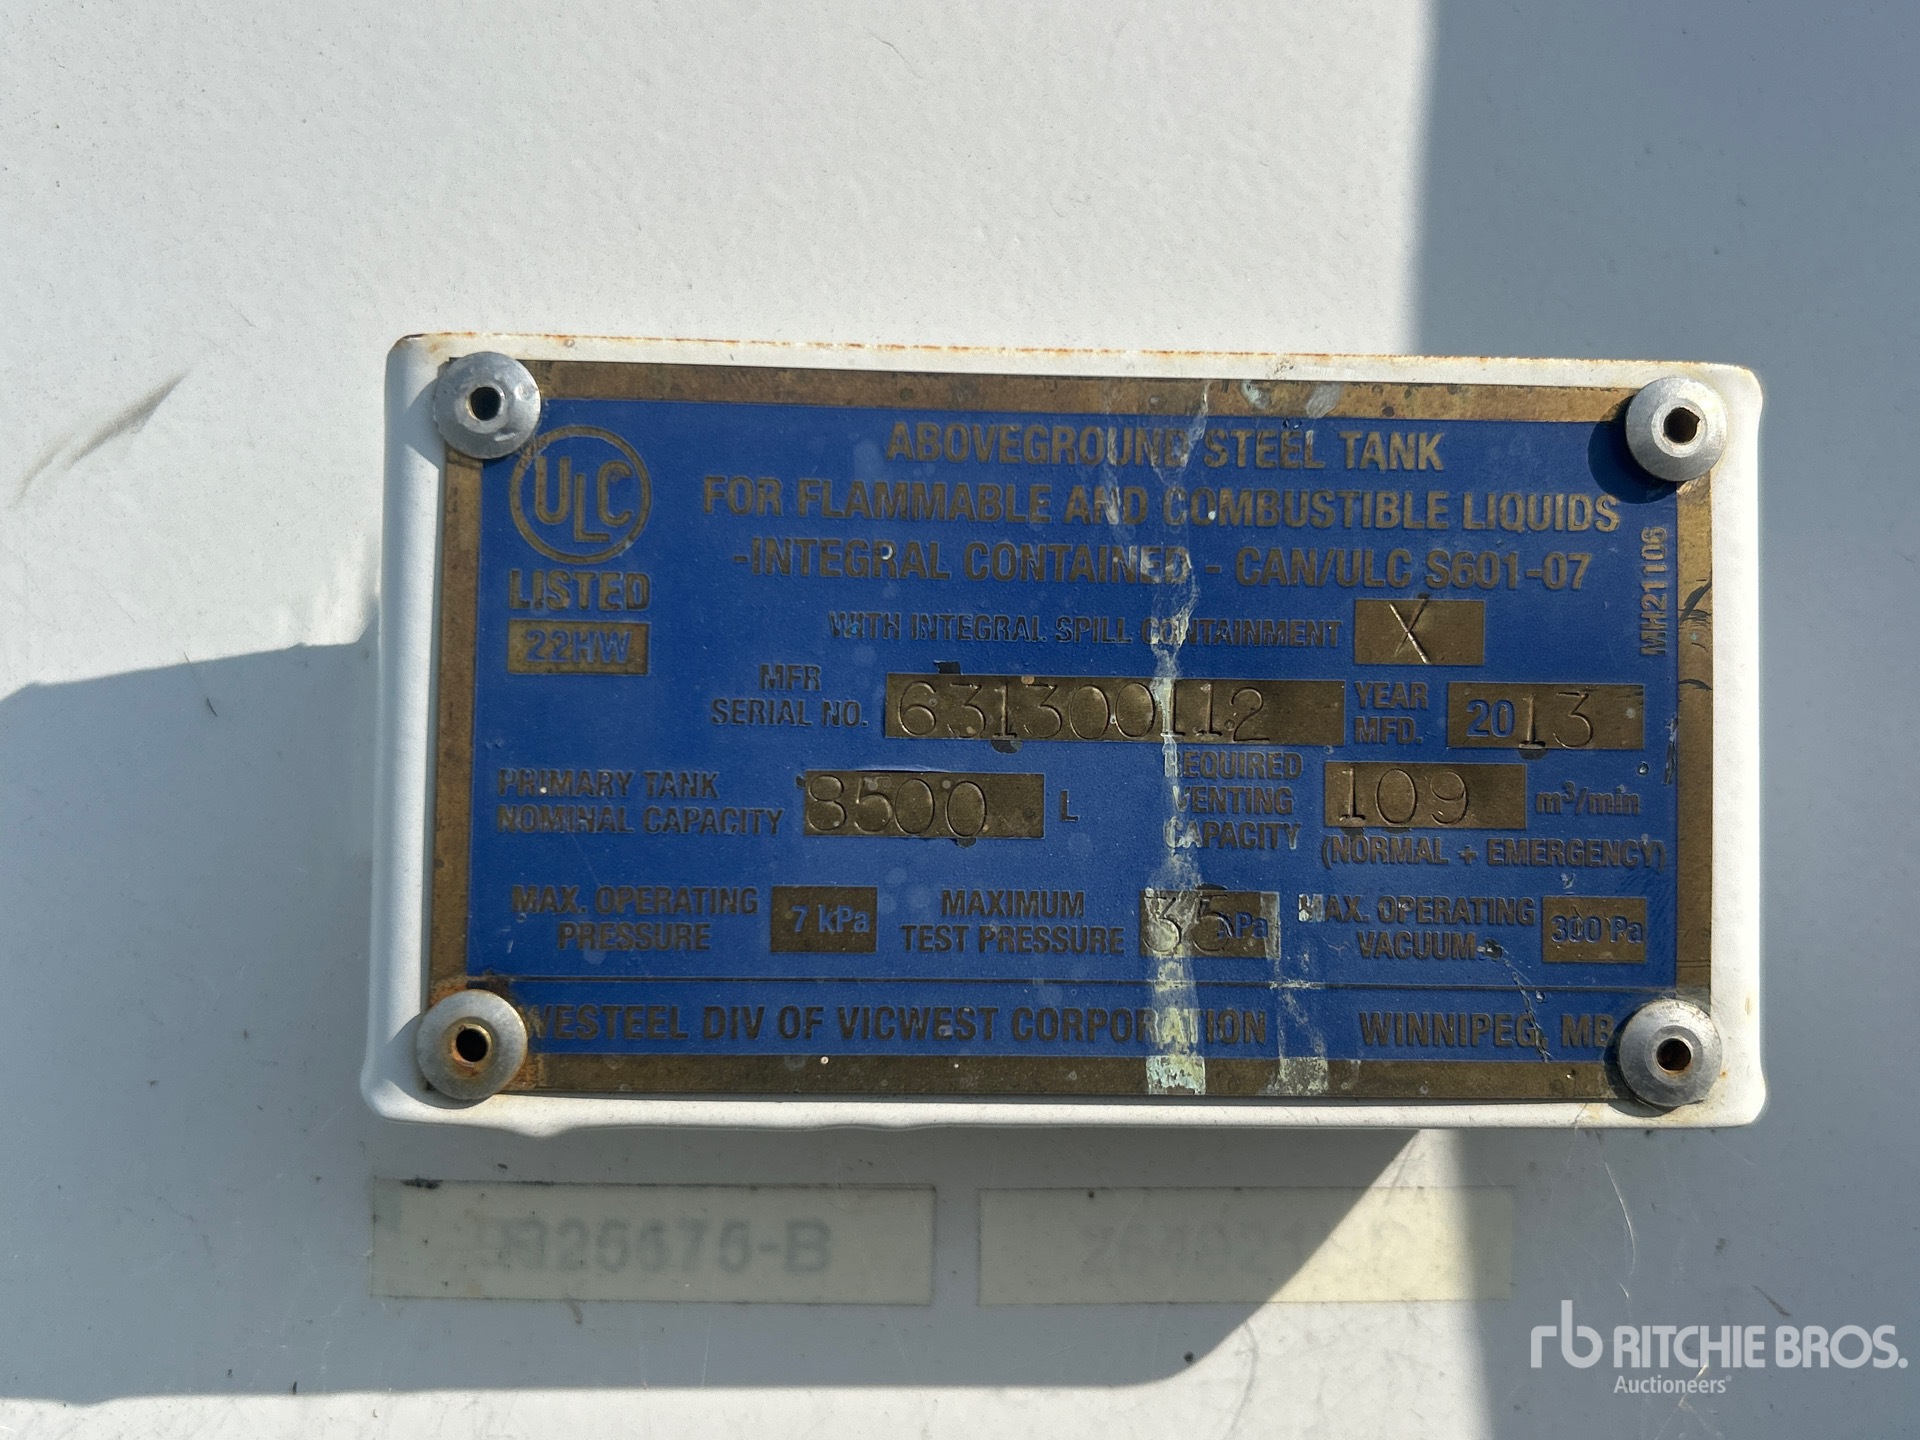 ULC
LISTED
22HW
ABOVEGROUND STEEL TANK
FOR FLAMMABLE AND COMBUSTIBLE LIQUIDS
-INTEGRAL CONTAINED - CAN/ULC S601-07
WITH INTEGRAL SPILL CONTAINMENT X
MH21106
MFR
SERIAL NO. 631300112
YEAR
MFD. 2013
PRIMARY TANK
NOMINAL CAPACITY 8500 L
REQUIRED
VENTING
CAPACITY 109 m³/min
(NORMAL + EMERGENCY)
MAX. OPERATING
PRESSURE 7 kPa
MAXIMUM
TEST PRESSURE 35 kPa
MAX. OPERATING
VACUUM- 300 Pa
WESTEEL DIV OF VICWEST CORPORATION WINNIPEG, MB
rb RITCHIE BROS.
Auctioneers